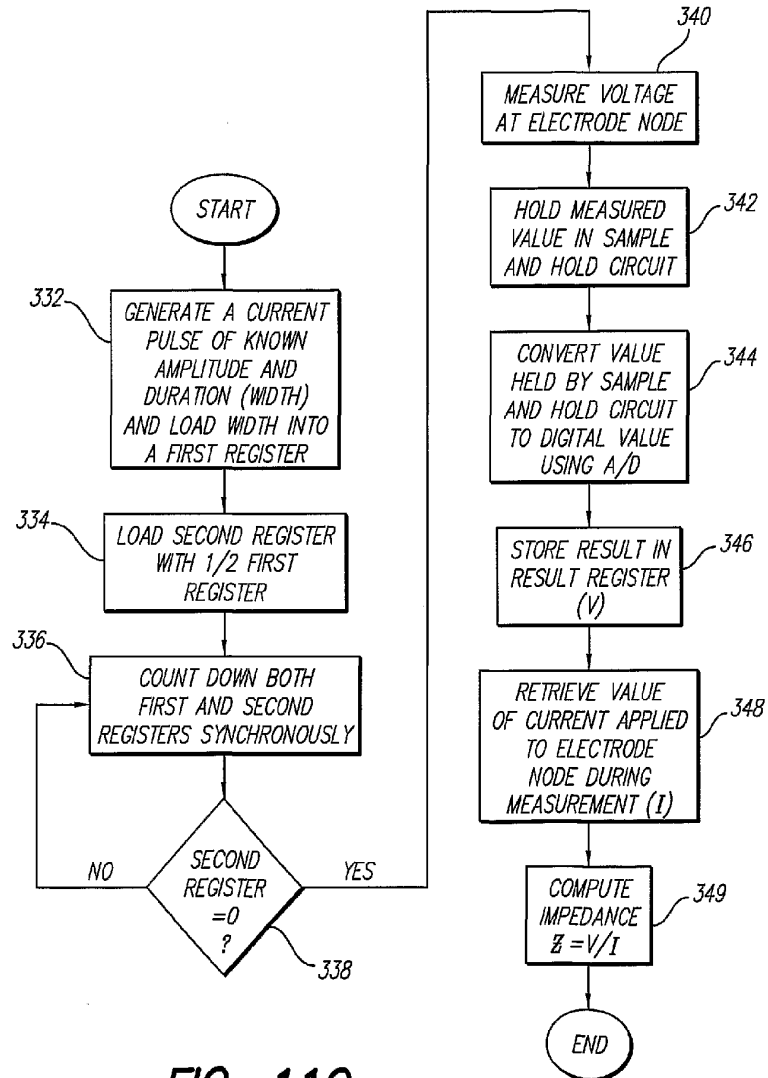 START
332
GENERATE A CURRENT
PULSE OF KNOWN
AMPLITUDE AND
DURATION (WIDTH)
AND LOAD WIDTH INTO
A FIRST REGISTER
334
LOAD SECOND REGISTER
WITH 1/2 FIRST
REGISTER
336
COUNT DOWN BOTH
FIRST AND SECOND
REGISTERS SYNCHRONOUSLY
NO
SECOND
REGISTER
=0
?
YES
338
340
MEASURE VOLTAGE
AT ELECTRODE NODE
342
HOLD MEASURED
VALUE IN SAMPLE
AND HOLD CIRCUIT
344
CONVERT VALUE
HELD BY SAMPLE
AND HOLD CIRCUIT
TO DIGITAL VALUE
USING A/D
346
STORE RESULT IN
RESULT REGISTER
(V)
348
RETRIEVE VALUE
OF CURRENT APPLIED
TO ELECTRODE
NODE DURING
MEASUREMENT (I)
349
COMPUTE
IMPEDANCE
Z =V/I
END